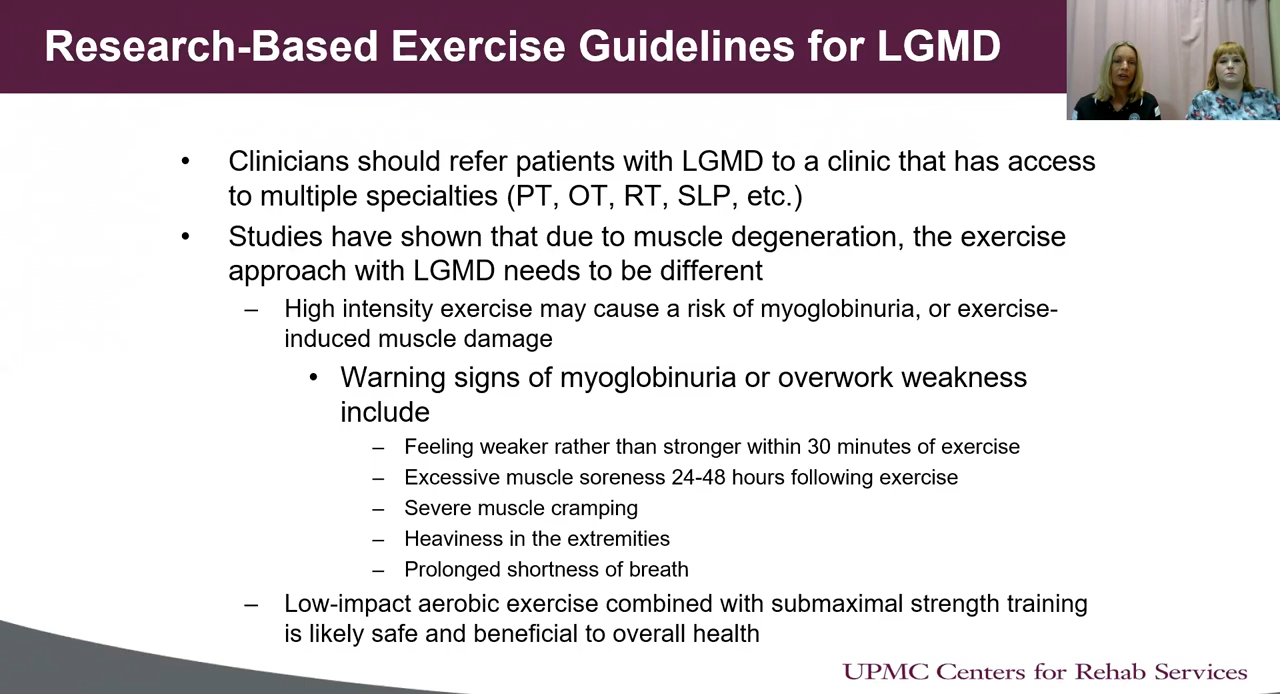 Research-Based Exercise Guidelines for LGMD
• Clinicians should refer patients with LGMD to a clinic that has access
to multiple specialties (PT, OT, RT, SLP, etc.)
• Studies have shown that due to muscle degeneration, the exercise
approach with LGMD needs to be different
– High intensity exercise may cause a risk of myoglobinuria, or exercise-
induced muscle damage
• Warning signs of myoglobinuria or overwork weakness
include
– Feeling weaker rather than stronger within 30 minutes of exercise
– Excessive muscle soreness 24-48 hours following exercise
– Severe muscle cramping
– Heaviness in the extremities
– Prolonged shortness of breath
– Low-impact aerobic exercise combined with submaximal strength training
is likely safe and beneficial to overall health
UPMC Centers for Rehab Services